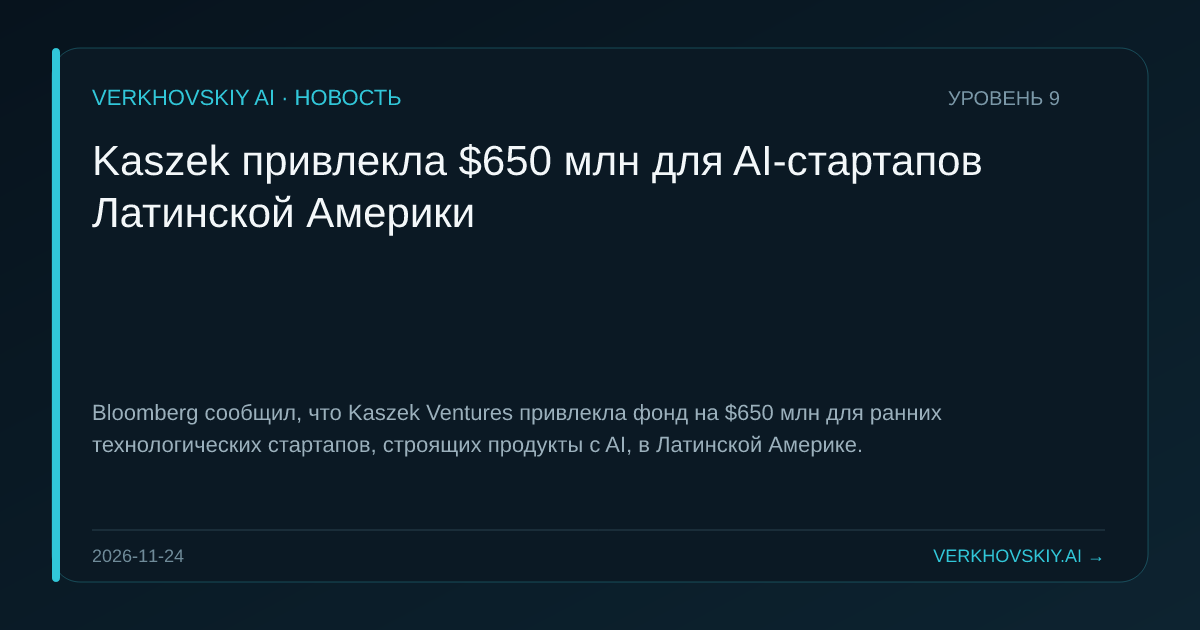 VERKHOVSKIY AI · НОВОСТЬ
УРОВЕНЬ 9
Kaszek привлекла $650 млн для AI-стартапов
Латинской Америки
Bloomberg сообщил, что Kaszek Ventures привлекла фонд на $650 млн для ранних
технологических стартапов, строящих продукты с AI, в Латинской Америке.
2026-11-24
VERKHOVSKIY.AI →